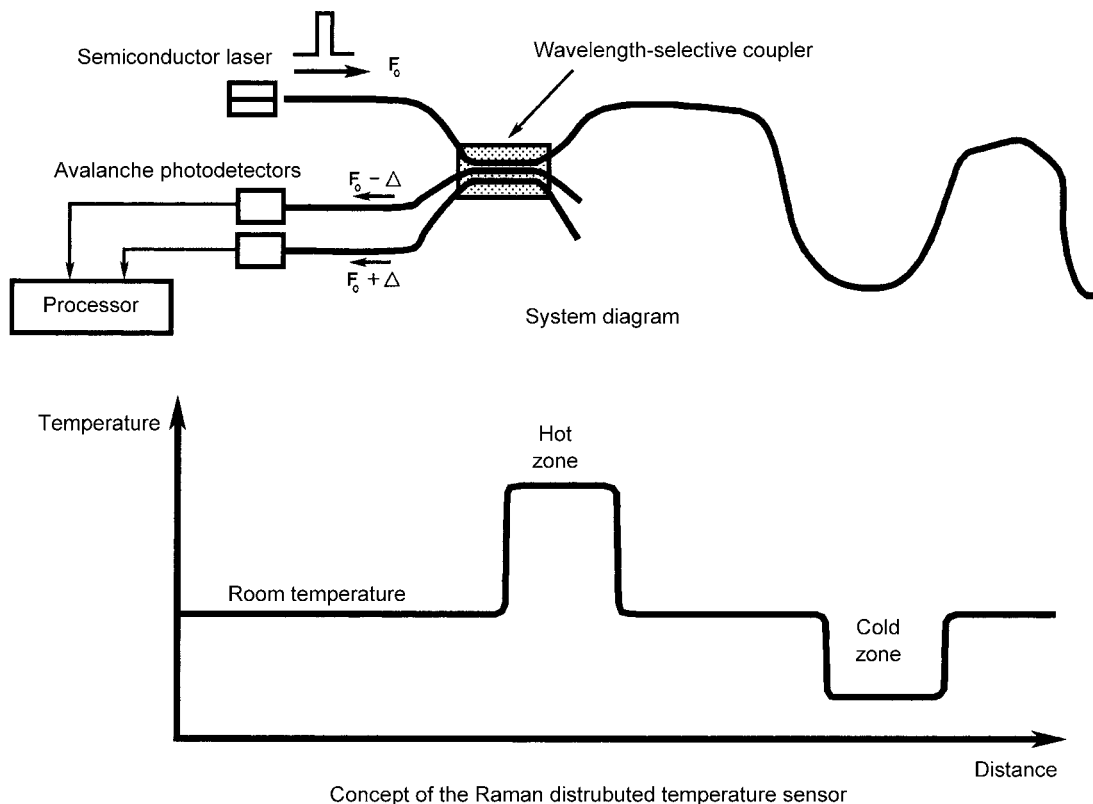 Semiconductor laser
F₀
Wavelength-selective coupler
Avalanche photodetectors
F₀ − Δ
F₀ + Δ
Processor
System diagram
Temperature
Hot
zone
Room temperature
Cold
zone
Distance
Concept of the Raman distrubuted temperature sensor